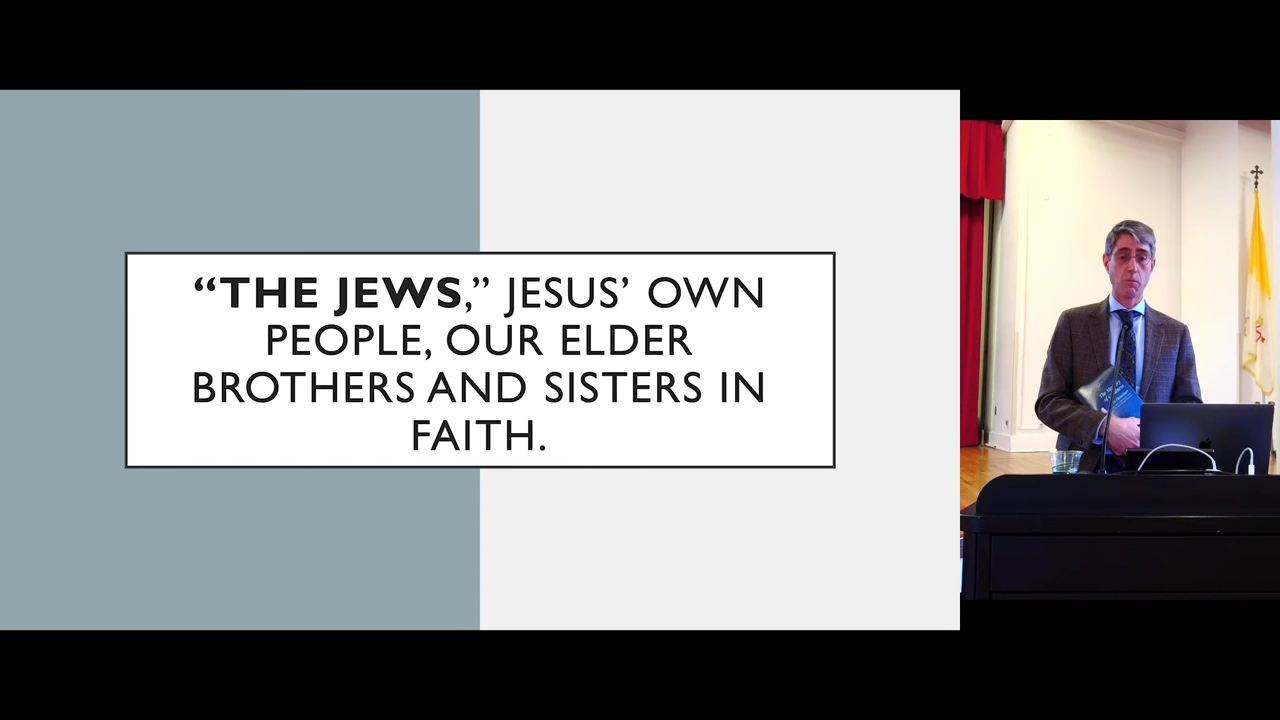 “THE JEWS,” JESUS’ OWN
PEOPLE, OUR ELDER
BROTHERS AND SISTERS IN
FAITH.